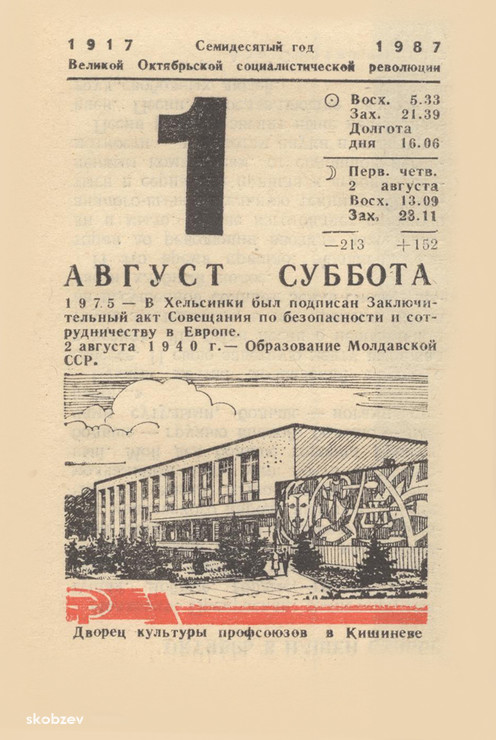 1917 Семидесятый год 1987
Великой Октябрьской социалистической революции
1
Восх. 5.33
Зах. 21.39
Долгота
дня 16.06
Перв. четв.
2 августа
Восх. 13.09
Зах. 23.11
—213 +152
АВГУСТ СУББОТА
1975 — В Хельсинки был подписан Заключи-
тельный акт Совещания по безопасности и сот-
рудничеству в Европе.
2 августа 1940 г. — Образование Молдавской
ССР.
Дворец культуры профсоюзов в Кишиневе
skobzev